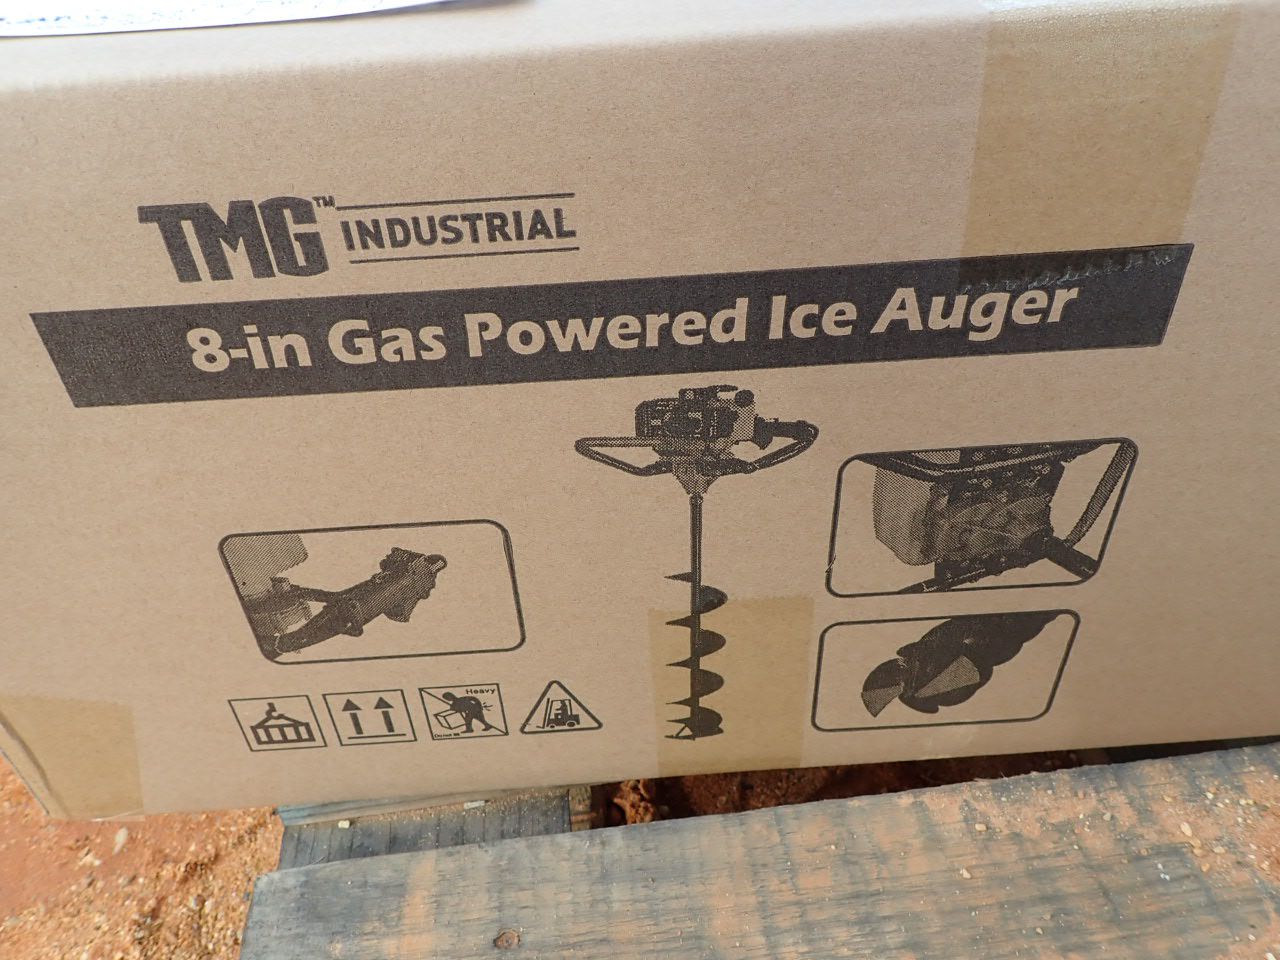 TMG™ INDUSTRIAL
8-in Gas Powered Ice Auger
Heavy